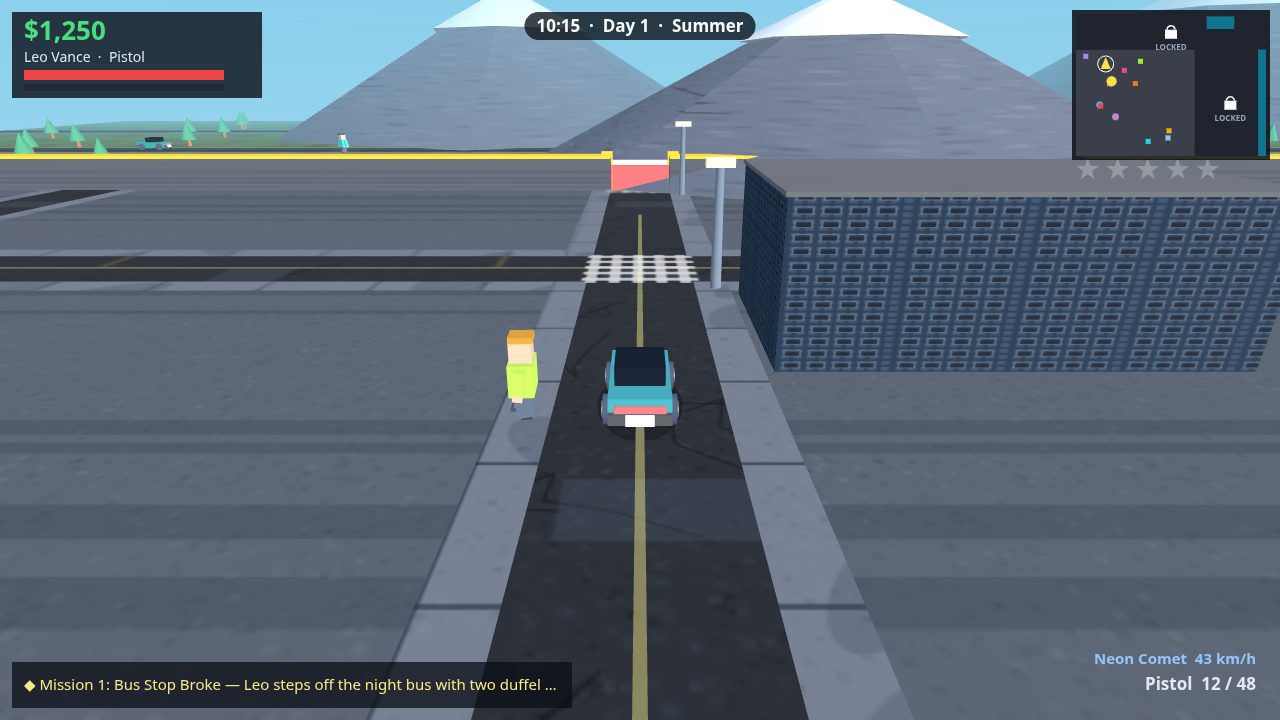 $1,250
Leo Vance · Pistol
10:15 · Day 1 · Summer
LOCKED
LOCKED
Neon Comet 43 km/h
Pistol 12 / 48
◆ Mission 1: Bus Stop Broke — Leo steps off the night bus with two duffel ...